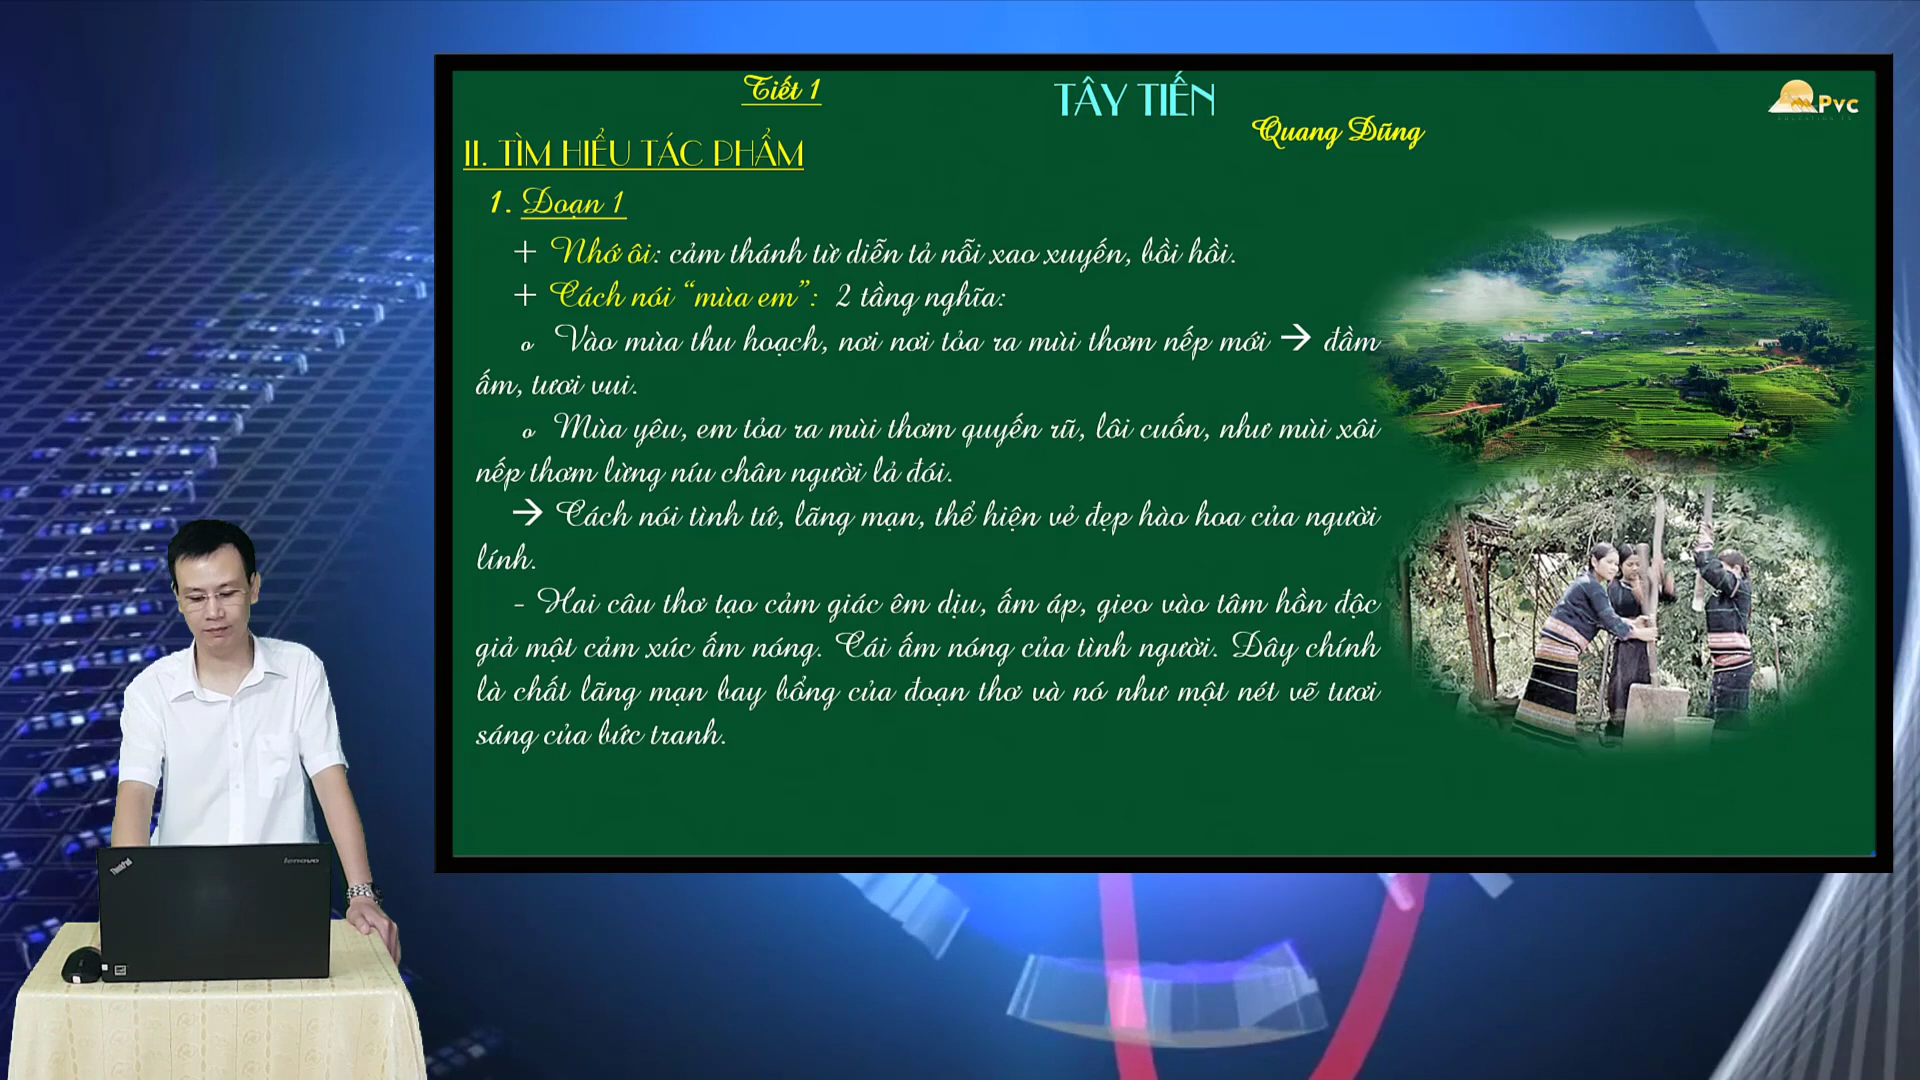 Tiết 1
TÂY TIẾN
Pvc
Quang Dũng
II. TÌM HIỂU TÁC PHẨM
1. Đoạn 1
+ Nhớ ôi: cảm thánh từ diễn tả nỗi xao xuyến, bồi hồi.
+ Cách nói “mùa em”: 2 tầng nghĩa:
o Vào mùa thu hoạch, nơi nơi tỏa ra mùi thơm nếp mới → đầm
ấm, tươi vui.
o Mùa yêu, em tỏa ra mùi thơm quyến rũ, lôi cuốn, như mùi xôi
nếp thơm lừng níu chân người lả đói.
→ Cách nói tình tứ, lãng mạn, thể hiện vẻ đẹp hào hoa của người
lính.
- Hai câu thơ tạo cảm giác êm dịu, ấm áp, gieo vào tâm hồn độc
giả một cảm xúc ấm nóng. Cái ấm nóng của tình người. Đây chính
là chất lãng mạn bay bổng của đoạn thơ và nó như một nét vẽ tươi
sáng của bức tranh.
ThinkPad
lenovo